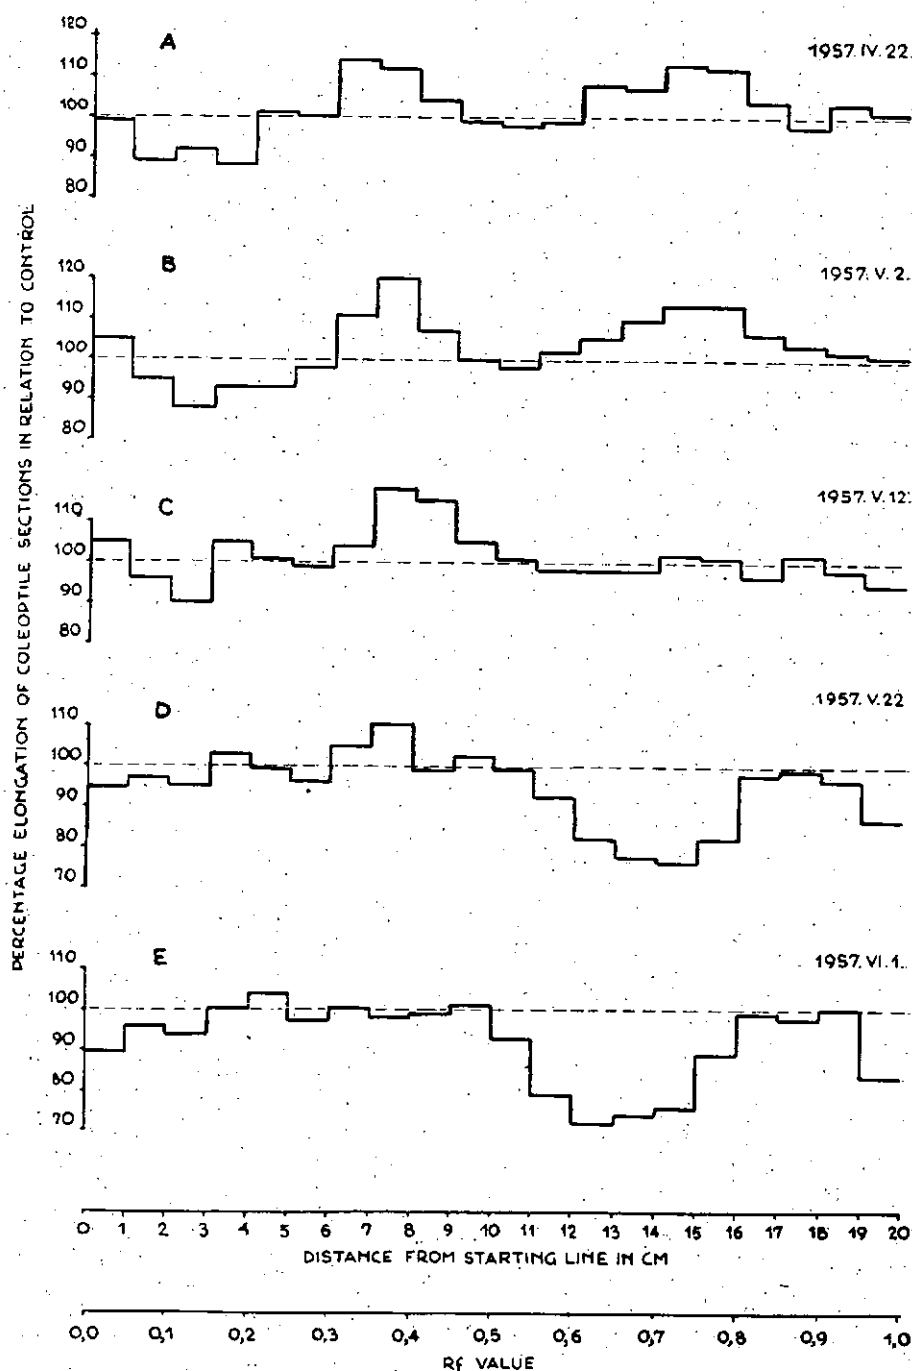 PERCENTAGE ELONGATION OF COLEOPTILE SECTIONS IN RELATION TO CONTROL
A
1957. IV. 22.
120
110
100
90
80
B
1957. V. 2.
120
110
100
90
80
C
1957. V. 12.
110
100
90
80
D
1957. V. 22
110
100
90
80
70
E
1957. VI. 1.
110
100
90
80
70
0 1 2 3 4 5 6 7 8 9 10 11 12 13 14 15 16 17 18 19 20
DISTANCE FROM STARTING LINE IN CM
0,0 0,1 0,2 0,3 0,4 0,5 0,6 0,7 0,8 0,9 1,0
Rf VALUE